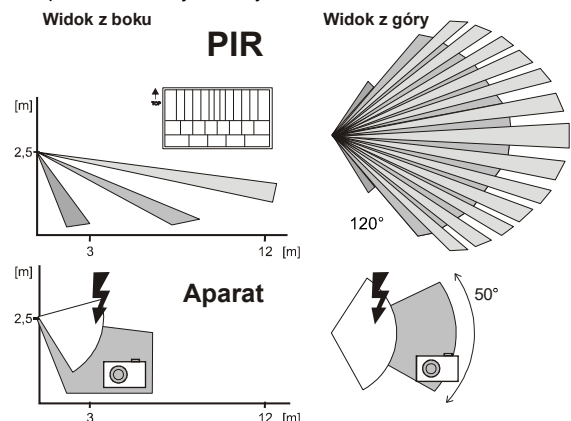 Widok z boku
Widok z góry
PIR
TOP
[m]
2,5
3
12 [m]
120°
[m]
2,5
Aparat
50°
3
12 [m]